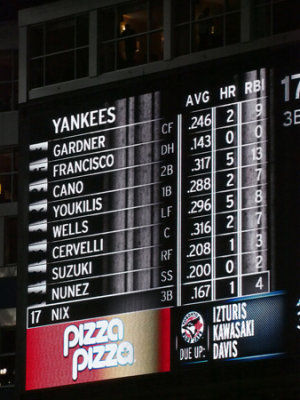 YANKEES AVG HR RBI
GARDNER CF .246 2 9
FRANCISCO DH .143 0 0
CANO 2B .317 5 13
YOUKILIS 1B .288 2 7
WELLS LF .296 5 8
CERVELLI C .316 2 7
SUZUKI RF .208 1 3
NUNEZ SS .200 0 2
17 NIX 3B .167 1 4
17
3B
pizza
pizza
DUE UP:
IZTURIS
KAWASAKI
DAVIS